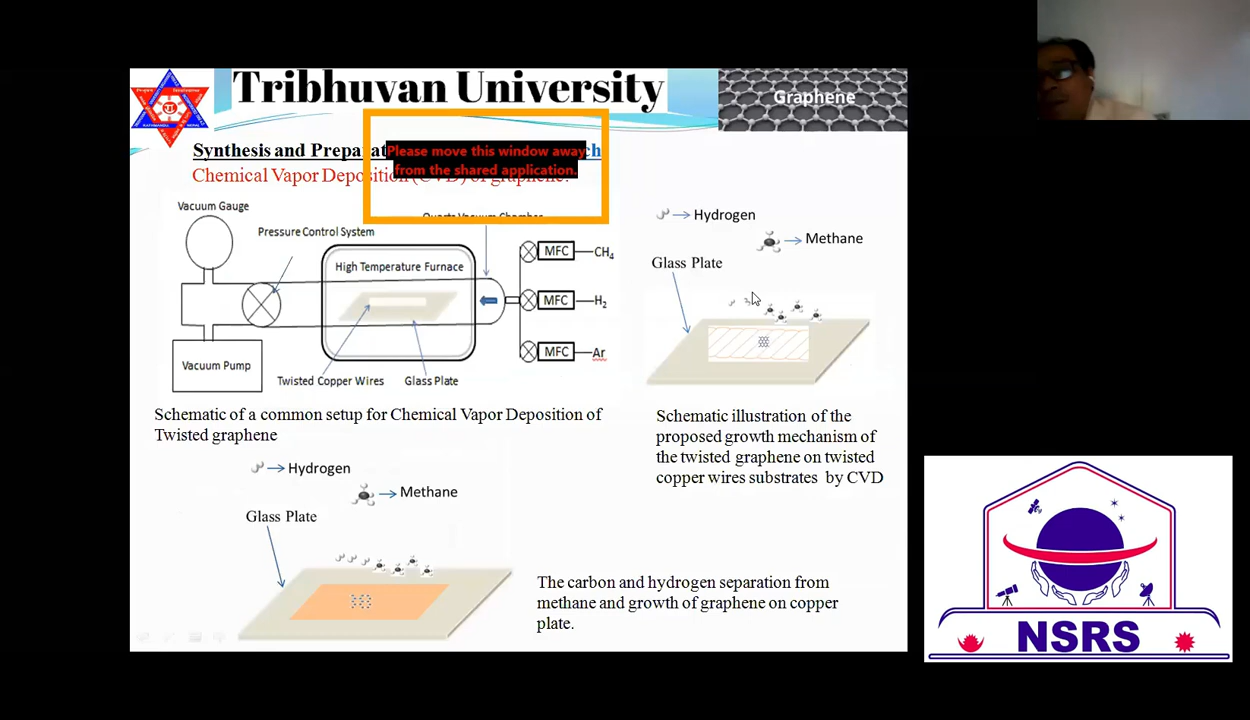 Tribhuvan University
Graphene
Synthesis and Prepara
Please move this window away
from the shared application.
ch
Chemical Vapor Deposition (CVD) of graphene:
Vacuum Gauge
Pressure Control System
Quartz Vacuum Chamber
High Temperature Furnace
MFC
CH4
MFC
H2
MFC
Ar
Vacuum Pump
Twisted Copper Wires
Glass Plate
Schematic of a common setup for Chemical Vapor Deposition of
Twisted graphene
Hydrogen
Methane
Glass Plate
Schematic illustration of the
proposed growth mechanism of
the twisted graphene on twisted
copper wires substrates by CVD
Hydrogen
Methane
Glass Plate
The carbon and hydrogen separation from
methane and growth of graphene on copper
plate.
NSRS